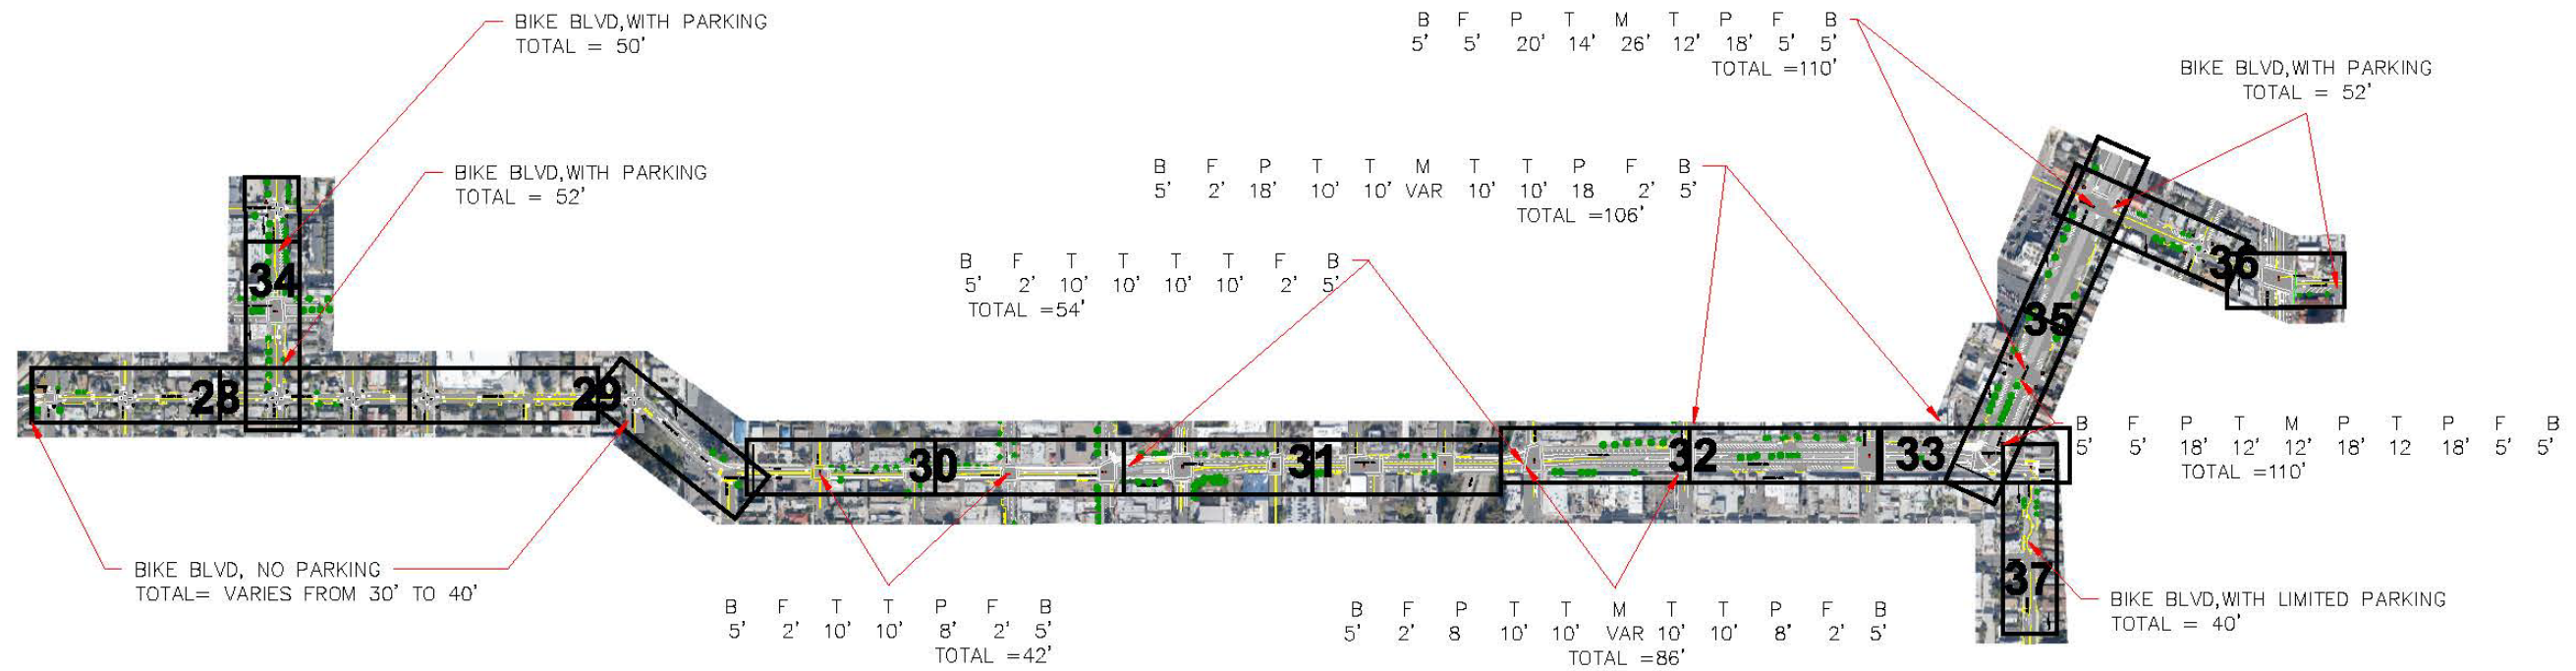 BIKE BLVD,WITH PARKING
TOTAL = 50'
B F P T M T P F B
5' 5' 20' 14' 26' 12' 18' 5' 5'
TOTAL =110'
BIKE BLVD,WITH PARKING
TOTAL = 52'
BIKE BLVD,WITH PARKING
TOTAL = 52'
B F P T T M T T P F B
5' 2' 18' 10' 10' VAR 10' 10' 18 2' 5'
TOTAL =106'
B F T T T T F B
5' 2' 10' 10' 10' 10' 2' 5'
TOTAL =54'
34
36
35
28
29
30
31
32
33
37
B F P T M P T P F B
5' 5' 18' 12' 12' 18' 12 18' 5' 5'
TOTAL =110'
BIKE BLVD, NO PARKING
TOTAL= VARIES FROM 30' TO 40'
B F T T P F B
5' 2' 10' 10' 8' 2' 5'
TOTAL =42'
B F P T T M T T P F B
5' 2' 8 10' 10' VAR 10' 10' 8' 2' 5'
TOTAL =86'
BIKE BLVD,WITH LIMITED PARKING
TOTAL = 40'